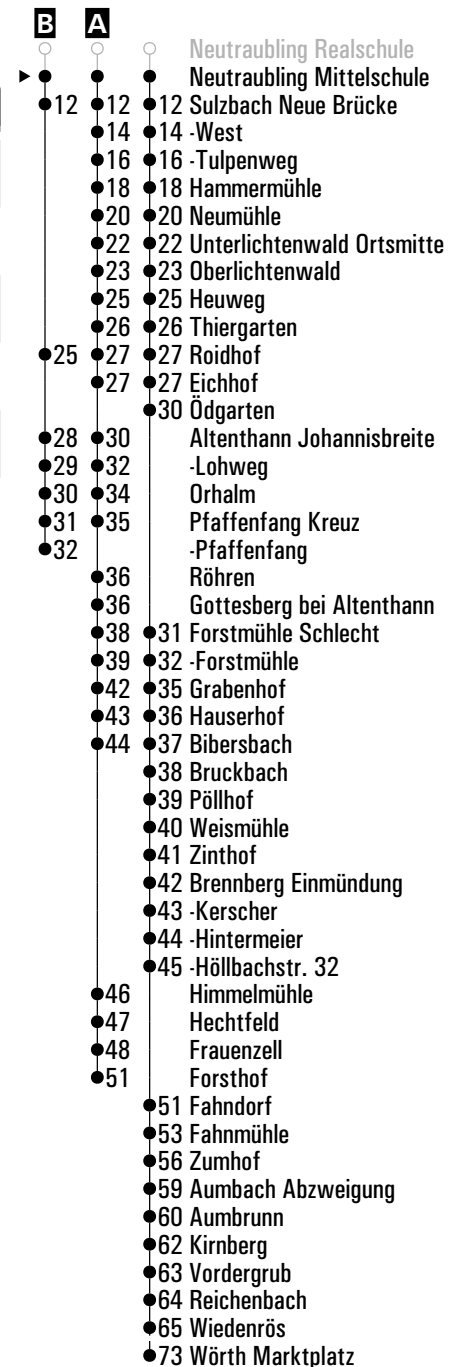 B A
Neutraubling Realschule
Neutraubling Mittelschule
12 12 12 Sulzbach Neue Brücke
14 14 -West
16 16 -Tulpenweg
18 18 Hammermühle
20 20 Neumühle
22 22 Unterlichtenwald Ortsmitte
23 23 Oberlichtenwald
25 25 Heuweg
26 26 Thiergarten
25 27 27 Roidhof
27 27 Eichhof
30 Ödgarten
28 30 Altenthann Johannisbreite
29 32 -Lohweg
30 34 Orhalm
31 35 Pfaffenfang Kreuz
32 -Pfaffenfang
36 Röhren
36 Gottesberg bei Altenthann
38 31 Forstmühle Schlecht
39 32 -Forstmühle
42 35 Grabenhof
43 36 Hauserhof
44 37 Bibersbach
38 Bruckbach
39 Pöllhof
40 Weismühle
41 Zinthof
42 Brennberg Einmündung
43 -Kerscher
44 -Hintermeier
45 -Höllbachstr. 32
46 Himmelmühle
47 Hechtfeld
48 Frauenzell
51 Forsthof
51 Fahndorf
53 Fahnmühle
56 Zumhof
59 Aumbach Abzweigung
60 Aumbrunn
62 Kirnberg
63 Vordergrub
64 Reichenbach
65 Wiedenrös
73 Wörth Marktplatz